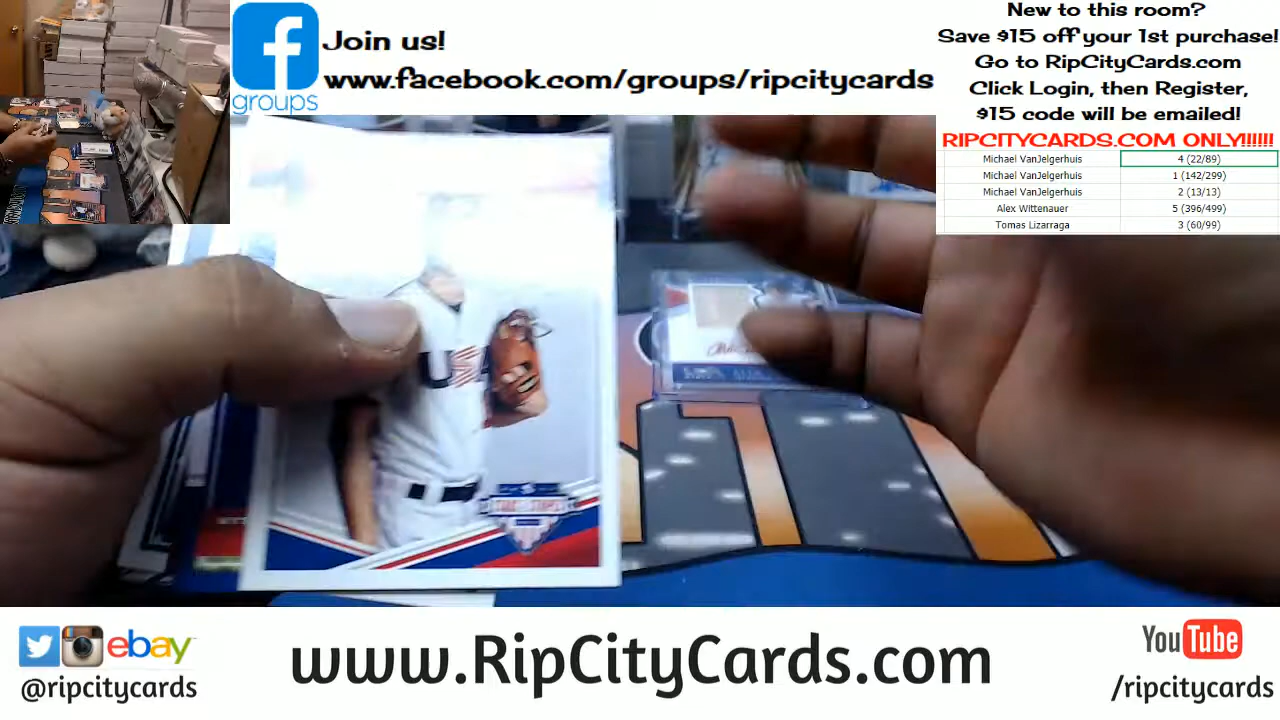 f
groups
Join us!
www.facebook.com/groups/ripcitycards
New to this room?
Save $15 off your 1st purchase!
Go to RipCityCards.com
Click Login, then Register,
$15 code will be emailed!
RIPCITYCARDS.COM ONLY!!!!!!
Michael VanJelgerhuis 4 (22/89)
Michael VanJelgerhuis 1 (142/299)
Michael VanJelgerhuis 2 (13/13)
Alex Wittenauer 5 (396/499)
Tomas Lizarraga 3 (60/99)
USA
ebay
@ripcitycards
www.RipCityCards.com
YouTube
/ripcitycards